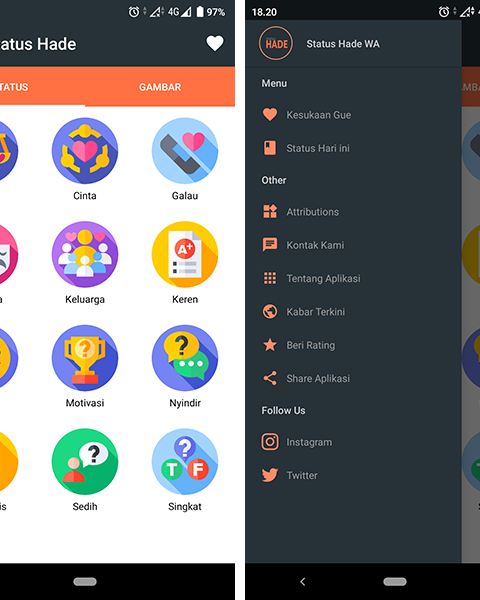 4G 97%
atus Hade
TATUS
GAMBAR
Cinta
Galau
a
Keluarga
A+
Keren
Motivasi
Nyindir
is
Sedih
T F
Singkat
18.20
HADE
Status Hade WA
Menu
Kesukaan Gue
Status Hari ini
Other
Attributions
Kontak Kami
Tentang Aplikasi
Kabar Terkini
Beri Rating
Share Aplikasi
Follow Us
Instagram
Twitter